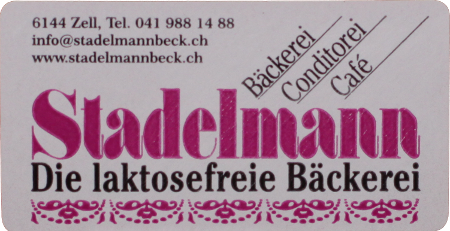 6144 Zell, Tel. 041 988 14 88
info@stadelmannbeck.ch
www.stadelmannbeck.ch
Bäckerei
Conditorei
Café
Stadelmann
Die laktosefreie Bäckerei